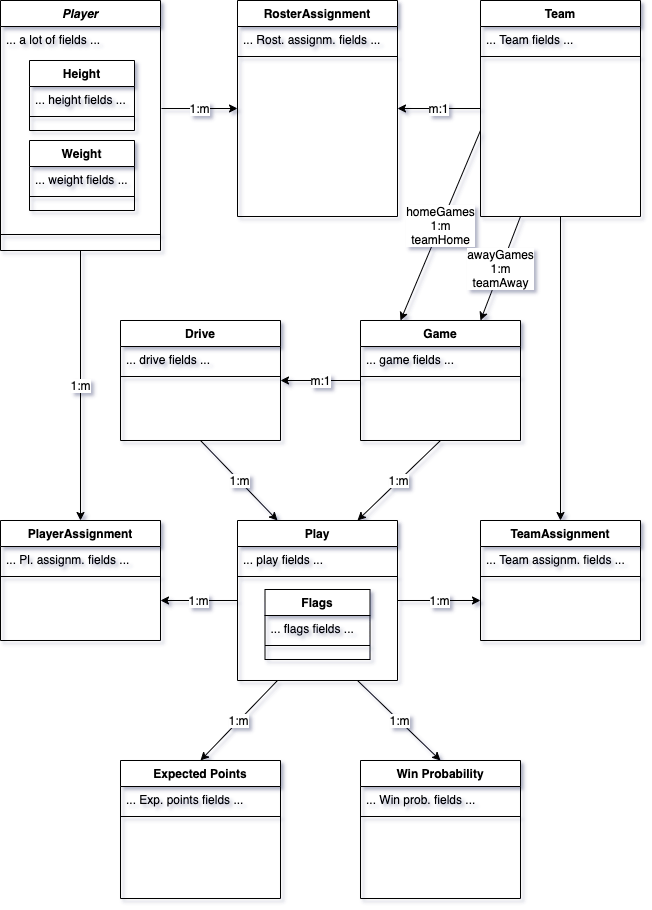 Player
... a lot of fields ...
Height
... height fields ...
Weight
... weight fields ...
RosterAssignment
... Rost. assignm. fields ...
Team
... Team fields ...
1:m
m:1
homeGames
1:m
teamHome
awayGames
1:m
teamAway
Drive
... drive fields ...
Game
... game fields ...
m:1
1:m
1:m
1:m
PlayerAssignment
... Pl. assignm. fields ...
Play
... play fields ...
Flags
... flags fields ...
TeamAssignment
... Team assignm. fields ...
1:m
1:m
1:m
1:m
Expected Points
... Exp. points fields ...
Win Probability
... Win prob. fields ...